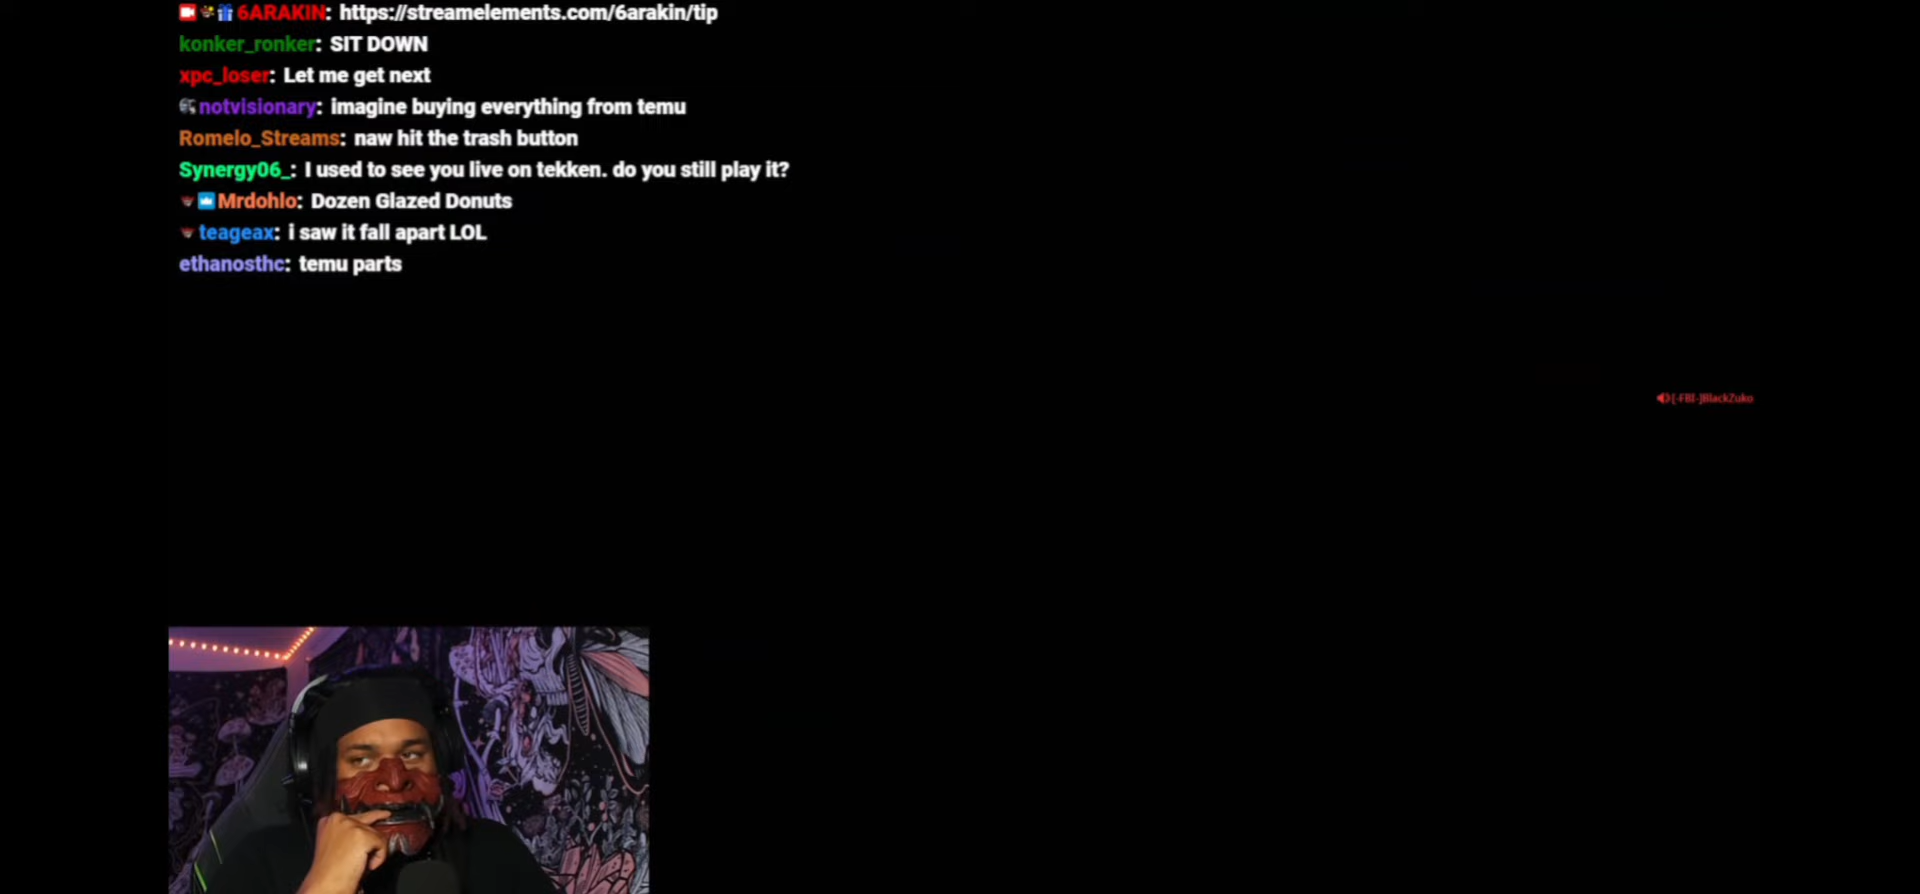 6ARAKIN: https://streamelements.com/6arakin/tip
konker_ronker: SIT DOWN
xpc_loser: Let me get next
notvisionary: imagine buying everything from temu
Romelo_Streams: naw hit the trash button
Synergy06_: I used to see you live on tekken. do you still play it?
Mrdohlo: Dozen Glazed Donuts
teageax: i saw it fall apart LOL
ethanosthc: temu parts
[-FBI-]BlackZuko